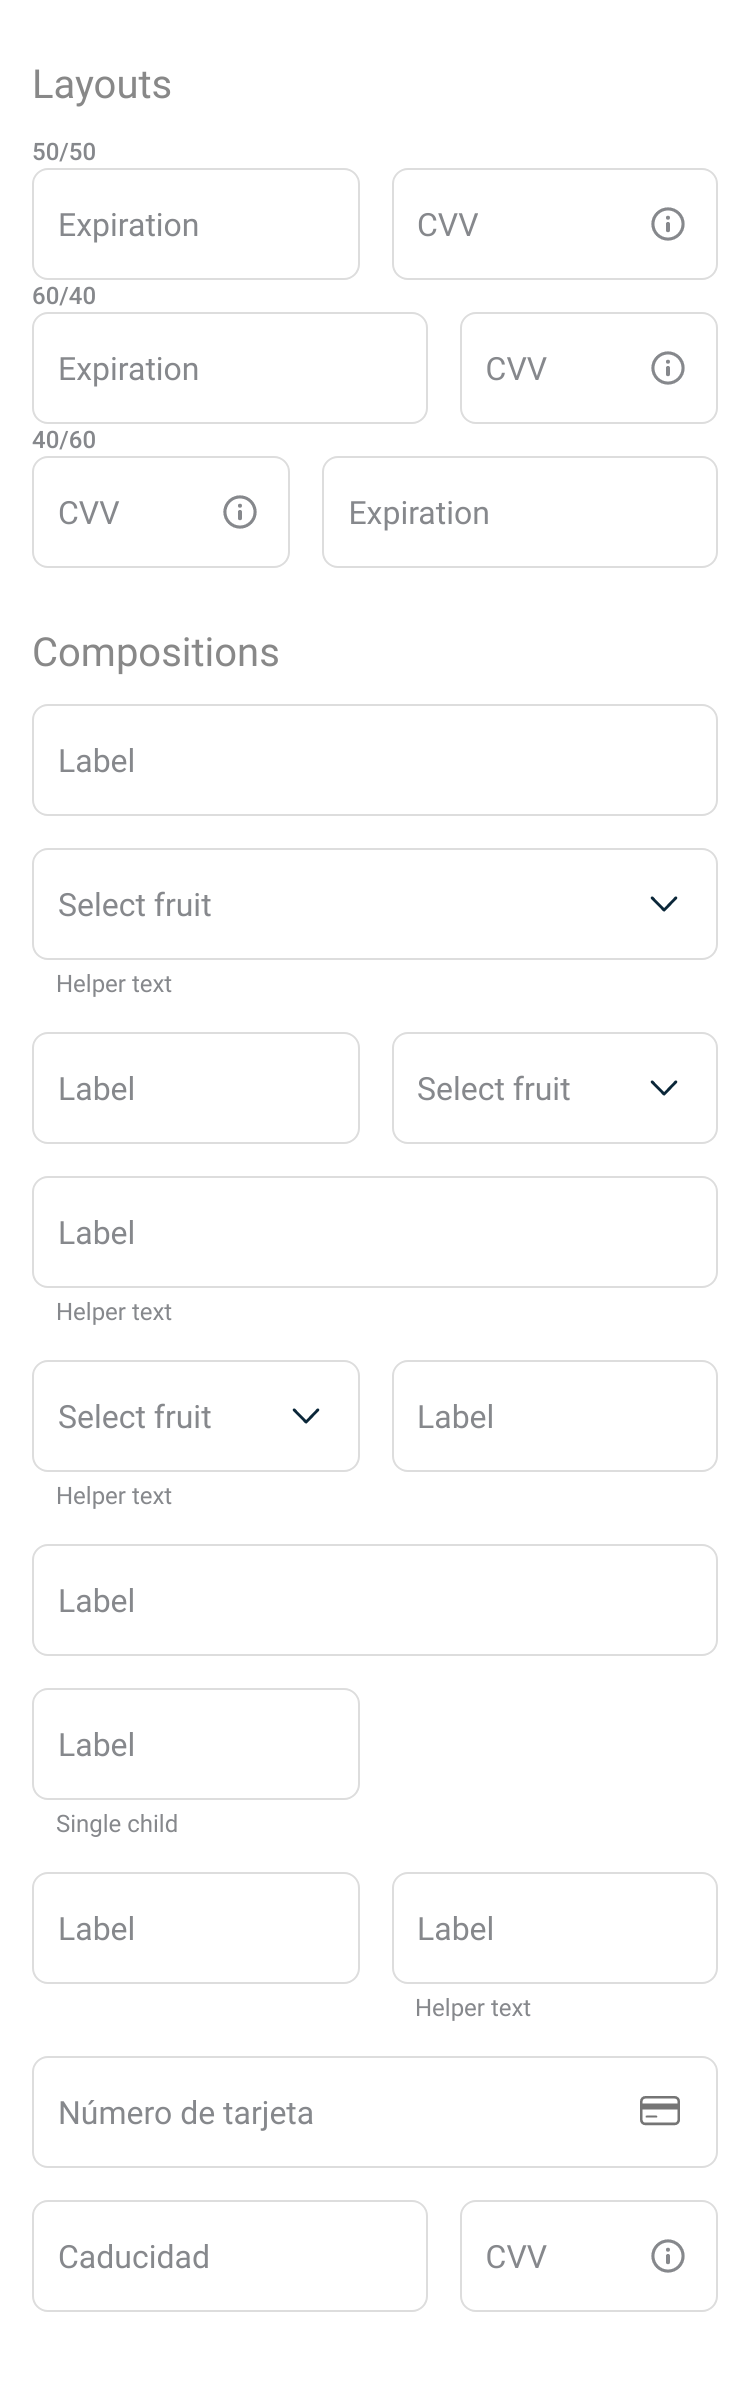 Layouts
50/50
Expiration CVV
60/40
Expiration CVV
40/60
CVV Expiration
Compositions
Label
Select fruit
Helper text
Label Select fruit
Label
Helper text
Select fruit Label
Helper text
Label
Label
Single child
Label Label
Helper text
Número de tarjeta
Caducidad CVV